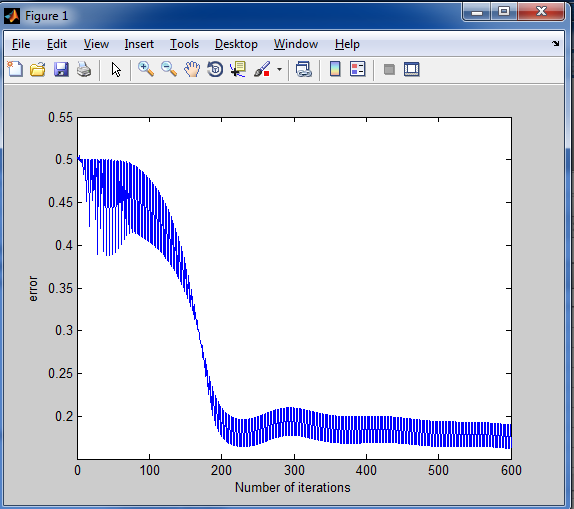 Figure 1
File Edit View Insert Tools Desktop Window Help
0.55
0.5
0.45
0.4
0.35
0.3
0.25
0.2
error
0 100 200 300 400 500 600
Number of iterations